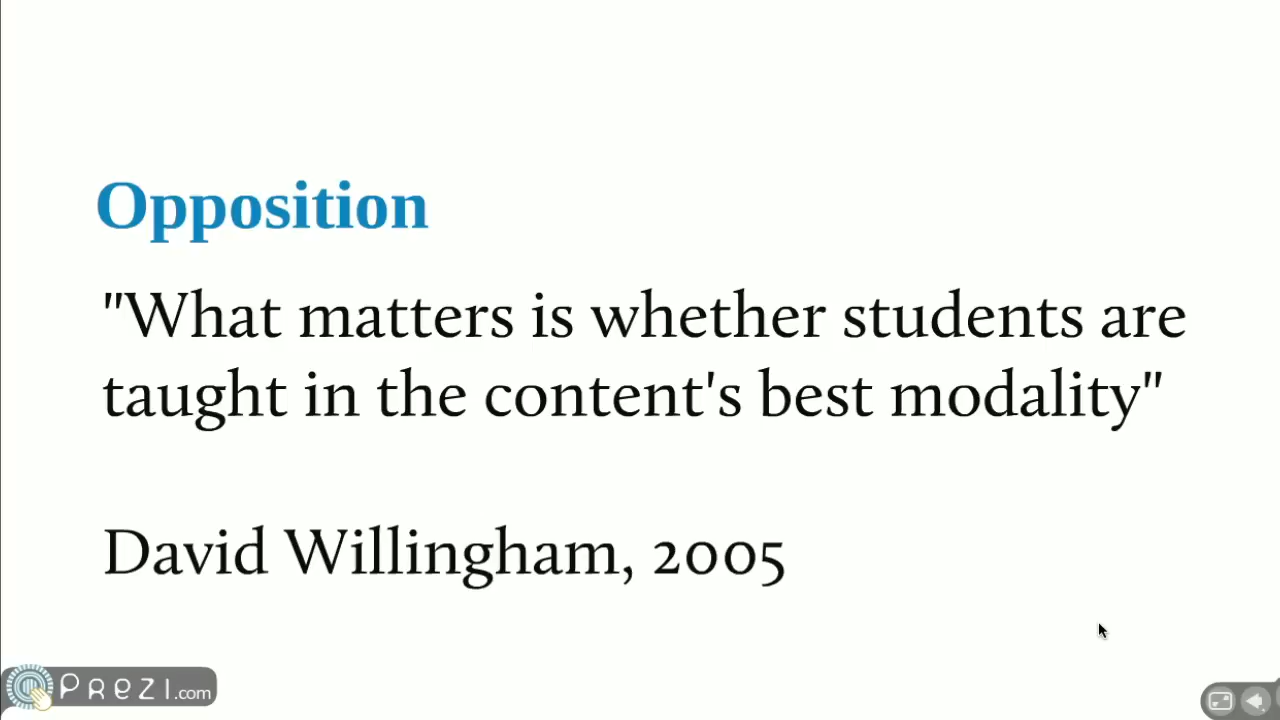 Opposition
"What matters is whether students are
taught in the content's best modality"
David Willingham, 2005
Prezi.com